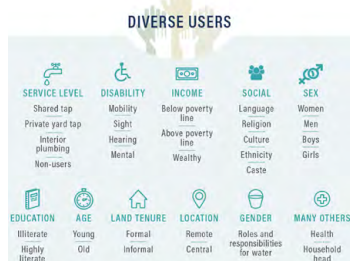 DIVERSE USERS
SERVICE LEVEL
Shared tap
Private yard tap
Interior
plumbing
Non-users
DISABILITY
Mobility
Sight
Hearing
Mental
INCOME
Below poverty
line
Above poverty
line
Wealthy
SOCIAL
Language
Religion
Culture
Ethnicity
Caste
SEX
Women
Men
Boys
Girls
EDUCATION
Illiterate
Highly
literate
AGE
Young
Old
LAND TENURE
Formal
Informal
LOCATION
Remote
Central
GENDER
Roles and
responsibilities
for water
MANY OTHERS
Health
Household
head